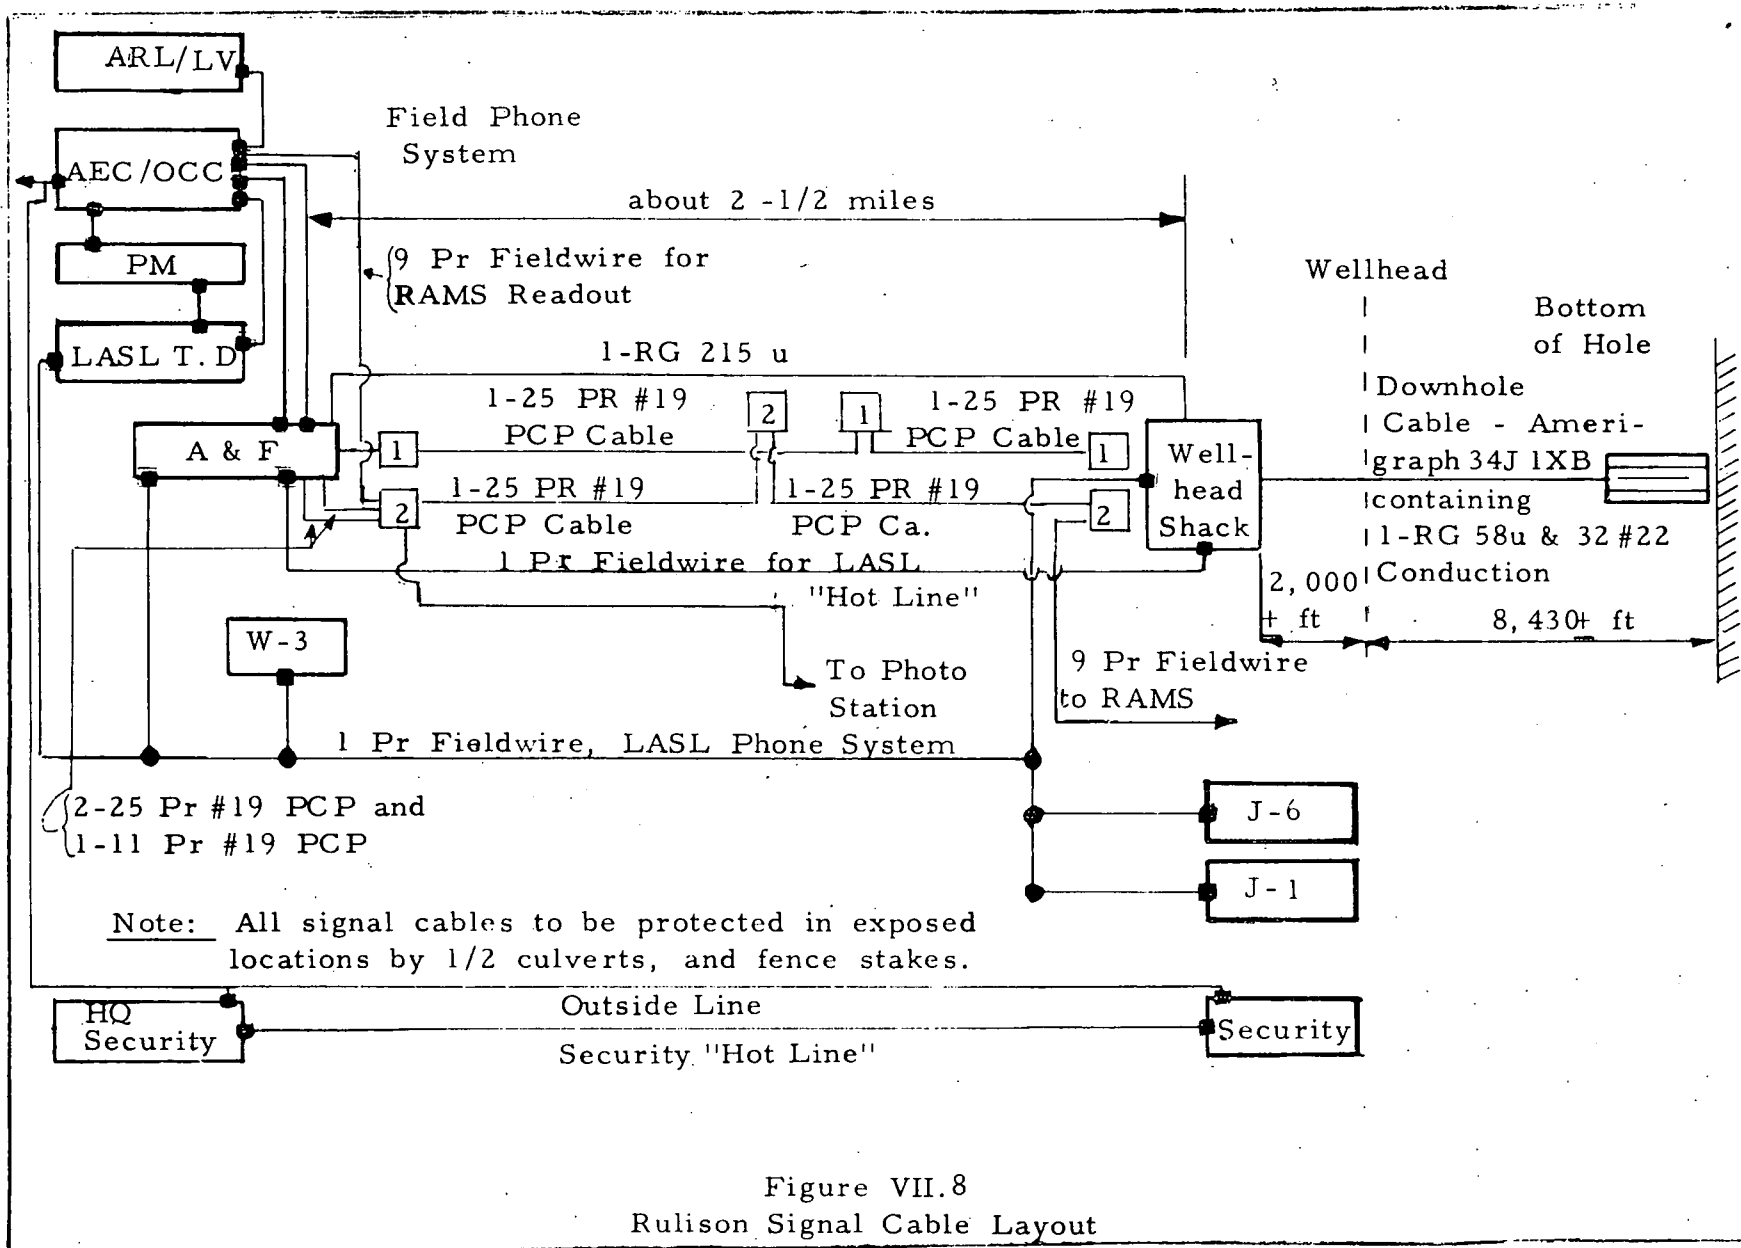 ARL/LV
Field Phone
System
AEC/OCC
about 2 -1/2 miles
PM
9 Pr Fieldwire for
RAMS Readout
Wellhead
Bottom
of Hole
LASL T. D
1-RG 215 u
1-25 PR #19
PCP Cable
2
1
1-25 PR #19
PCP Cable
Downhole
Cable - Ameri-
graph 34J 1XB
containing
1-RG 58u & 32 #22
Conduction
A & F
1
1
Well-
head
Shack
1-25 PR #19
PCP Cable
2
1-25 PR #19
PCP Ca.
2
1 Pr Fieldwire for LASL
"Hot Line"
2,000
+ ft
8,430+ ft
W-3
To Photo
Station
9 Pr Fieldwire
to RAMS
1 Pr Fieldwire, LASL Phone System
2-25 Pr #19 PCP and
1-11 Pr #19 PCP
J-6
J-1
Note: All signal cables to be protected in exposed
locations by 1/2 culverts, and fence stakes.
HQ
Security
Outside Line
Security "Hot Line"
Security
Figure VII.8
Rulison Signal Cable Layout